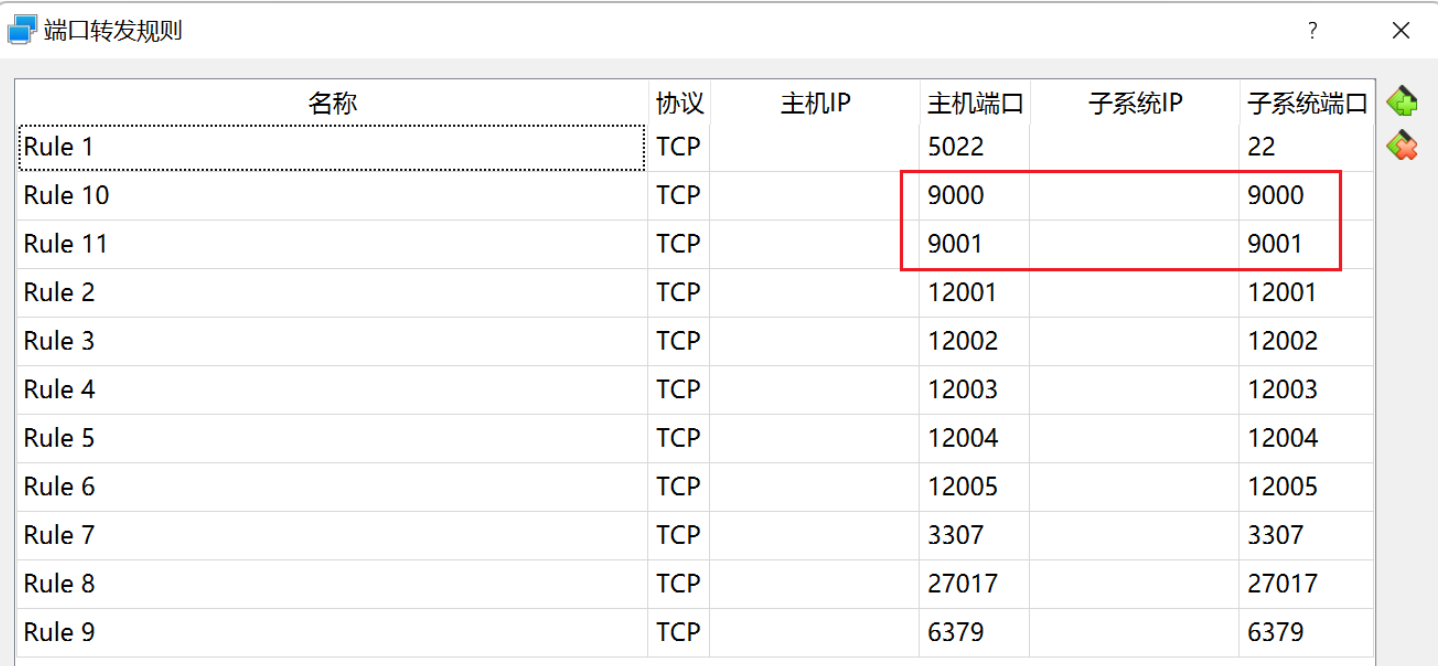 端口转发规则 ?
名称 协议 主机IP 主机端口 子系统IP 子系统端口
Rule 1 TCP 5022 22
Rule 10 TCP 9000 9000
Rule 11 TCP 9001 9001
Rule 2 TCP 12001 12001
Rule 3 TCP 12002 12002
Rule 4 TCP 12003 12003
Rule 5 TCP 12004 12004
Rule 6 TCP 12005 12005
Rule 7 TCP 3307 3307
Rule 8 TCP 27017 27017
Rule 9 TCP 6379 6379